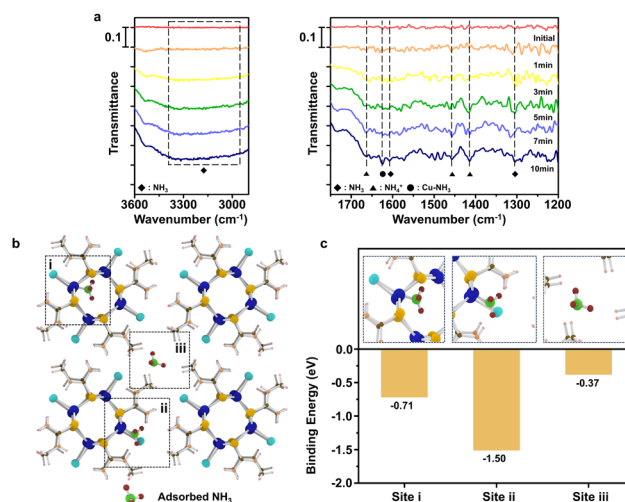 a
0.1
Transmittance
3600
3300
3000
Wavenumber (cm⁻¹)
◆ : NH₃
0.1
Transmittance
Initial
1min
3min
5min
7min
10min
1700
1600
1500
1400
1300
1200
Wavenumber (cm⁻¹)
◆ : NH₃ ▲ : NH₄⁺ ● : Cu-NH₃
b
i
iii
ii
Adsorbed NH₃
c
Binding Energy (eV)
0.0
-0.5
-1.0
-1.5
-2.0
-0.71
-1.50
-0.37
Site i
Site ii
Site iii